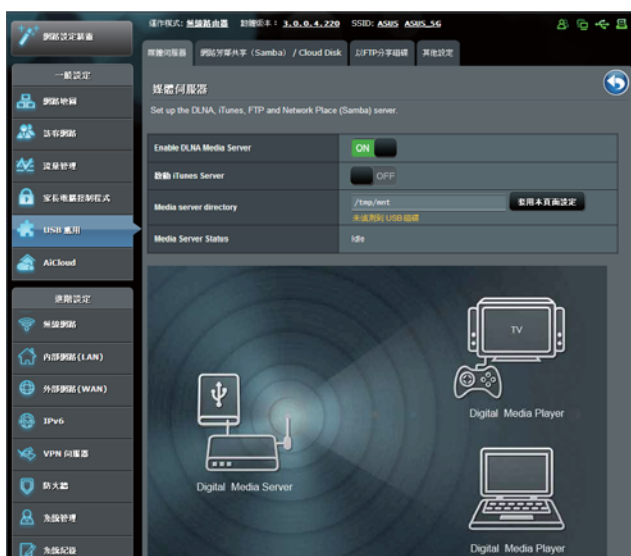 運作模式: 無線路由器 韌體版本: 3.0.0.4.220 SSID: ASUS ASUS_5G
網路設定精靈
媒體伺服器 網路芳鄰共享 (Samba) / Cloud Disk 以FTP分享磁碟 其他設定
一般設定
網路地圖
訪客網路
流量管理
家長電腦控制程式
USB 應用
AiCloud
進階設定
無線網路
內部網路(LAN)
外部網路(WAN)
IPv6
VPN 伺服器
防火牆
系統管理
系統記錄
媒體伺服器
Set up the DLNA, iTunes, FTP and Network Place (Samba) server.
Enable DLNA Media Server ON
啟動 iTunes Server OFF
Media server directory /tmp/mnt 套用本頁面設定
未偵測到 USB 磁碟
Media Server Status Idle
TV
Digital Media Player
Digital Media Server
Digital Media Player